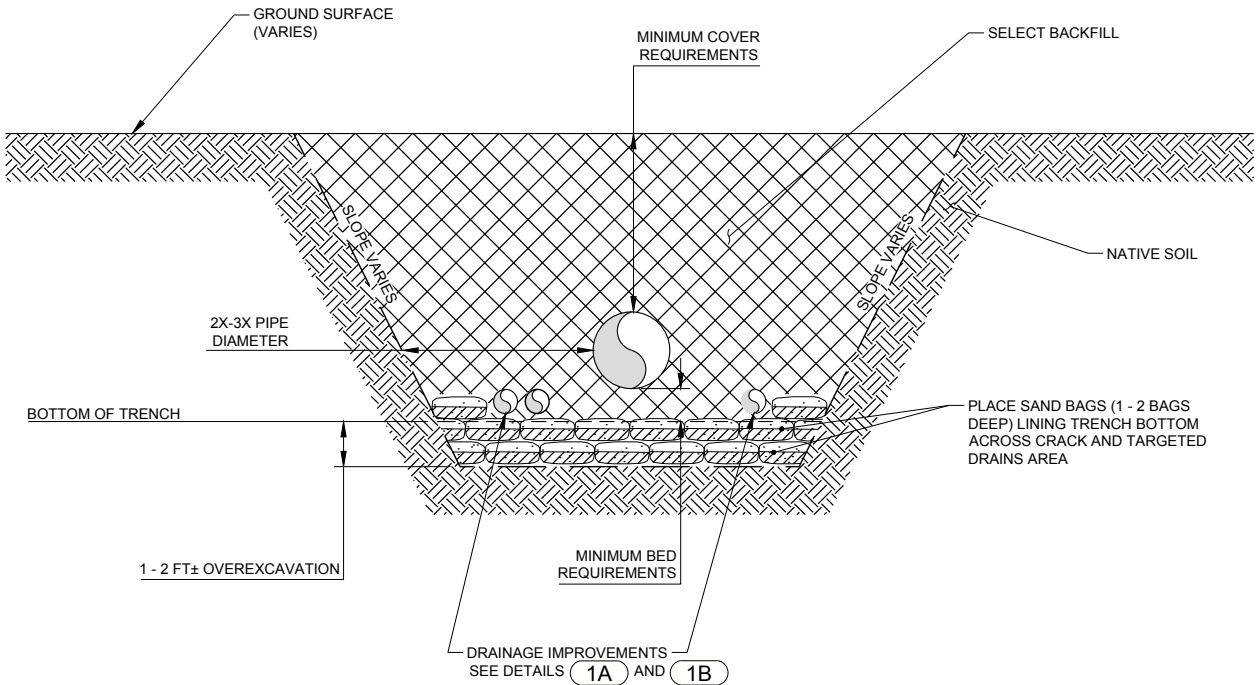 GROUND SURFACE
(VARIES)
MINIMUM COVER
REQUIREMENTS
SELECT BACKFILL
SLOPE VARIES
SLOPE VARIES
NATIVE SOIL
2X-3X PIPE
DIAMETER
BOTTOM OF TRENCH
PLACE SAND BAGS (1 - 2 BAGS
DEEP) LINING TRENCH BOTTOM
ACROSS CRACK AND TARGETED
DRAINS AREA
1 - 2 FT± OVEREXCAVATION
MINIMUM BED
REQUIREMENTS
DRAINAGE IMPROVEMENTS
SEE DETAILS 1A AND 1B